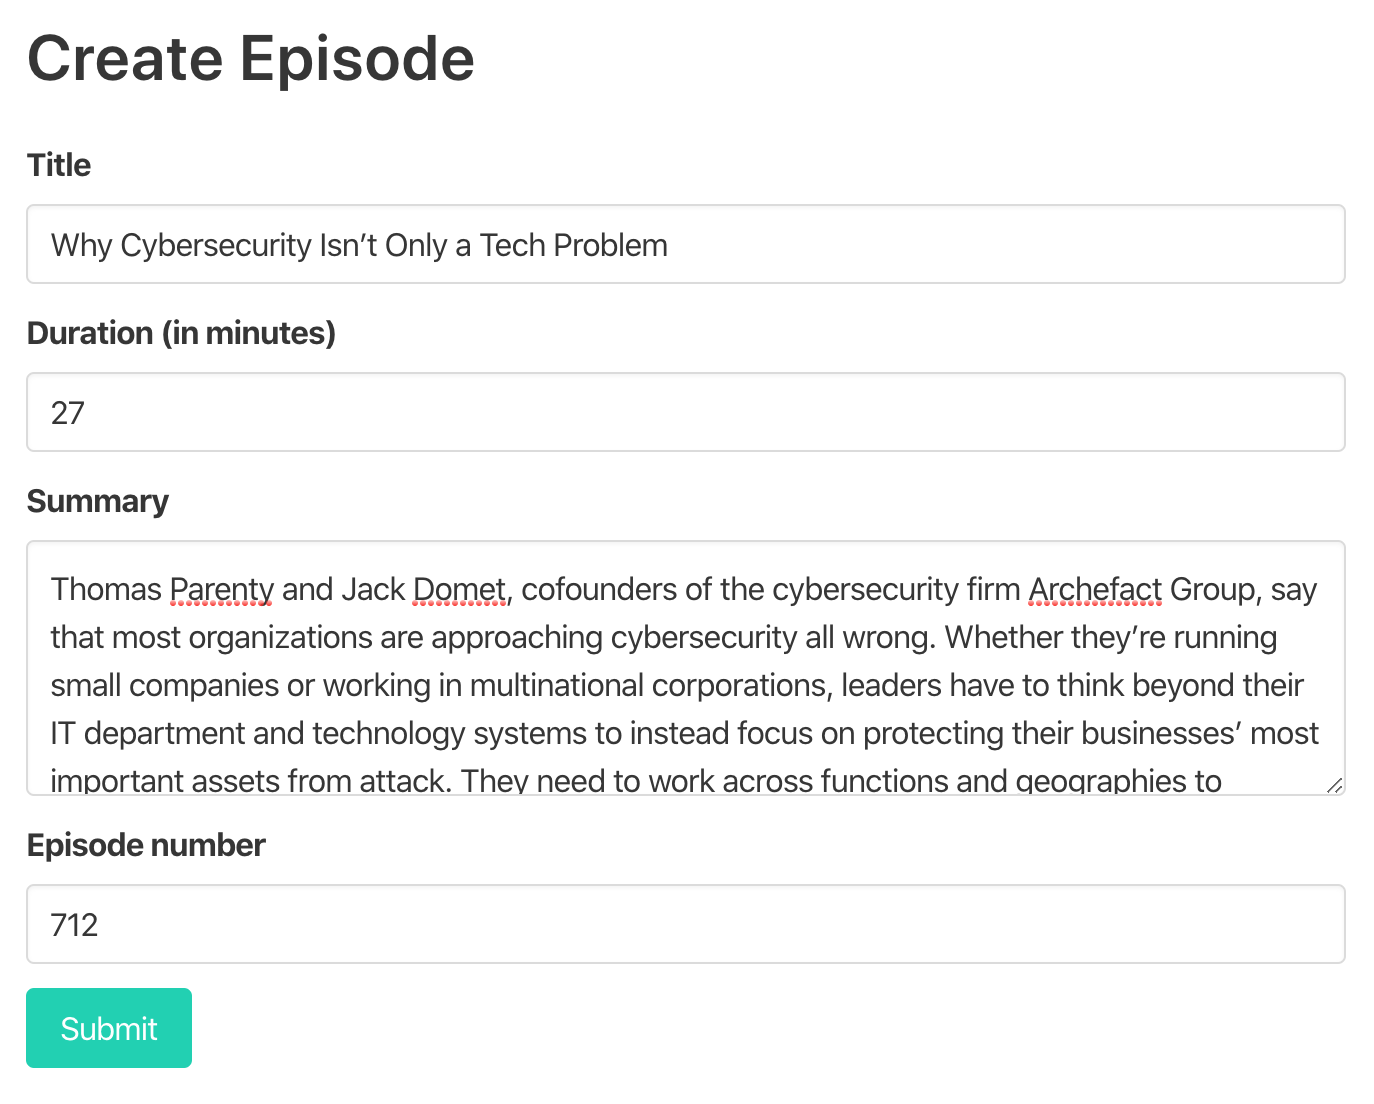 Create Episode
Title
Why Cybersecurity Isn’t Only a Tech Problem
Duration (in minutes)
27
Summary
Thomas Parenty and Jack Domet, cofounders of the cybersecurity firm Archefact Group, say
that most organizations are approaching cybersecurity all wrong. Whether they’re running
small companies or working in multinational corporations, leaders have to think beyond their
IT department and technology systems to instead focus on protecting their businesses’ most
important assets from attack. They need to work across functions and geographies to
Episode number
712
Submit